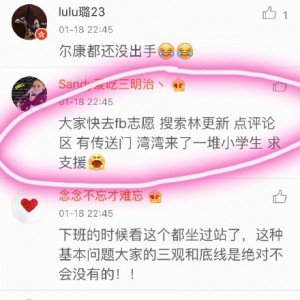 lulu璐23
1
01-18 22:45
尔康都还没出手😂😂
Sandy爱吃三明治丶
01-18 22:45
大家快去fb志愿 搜索林更新 点评论
区 有传送门 湾湾来了一堆小学生 求
支援😭
念念不忘才难忘
01-18 22:45
下班的时候看这个都坐过站了，这种
基本问题大家的三观和底线是绝对不
会没有的！！